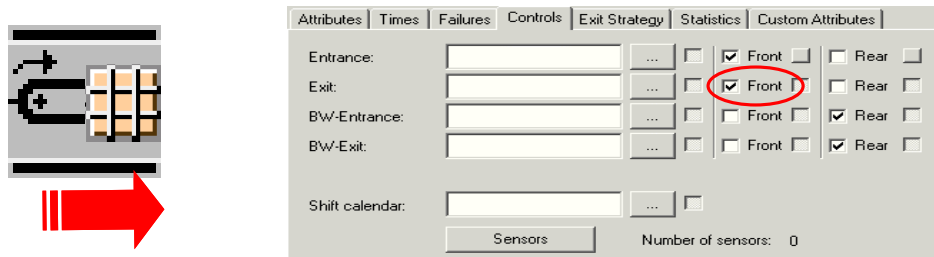 Attributes Times Failures Controls Exit Strategy Statistics Custom Attributes
Entrance: ... Front Rear
Exit: ... Front Rear
BW-Entrance: ... Front Rear
BW-Exit: ... Front Rear
Shift calendar: ...
Sensors Number of sensors: 0